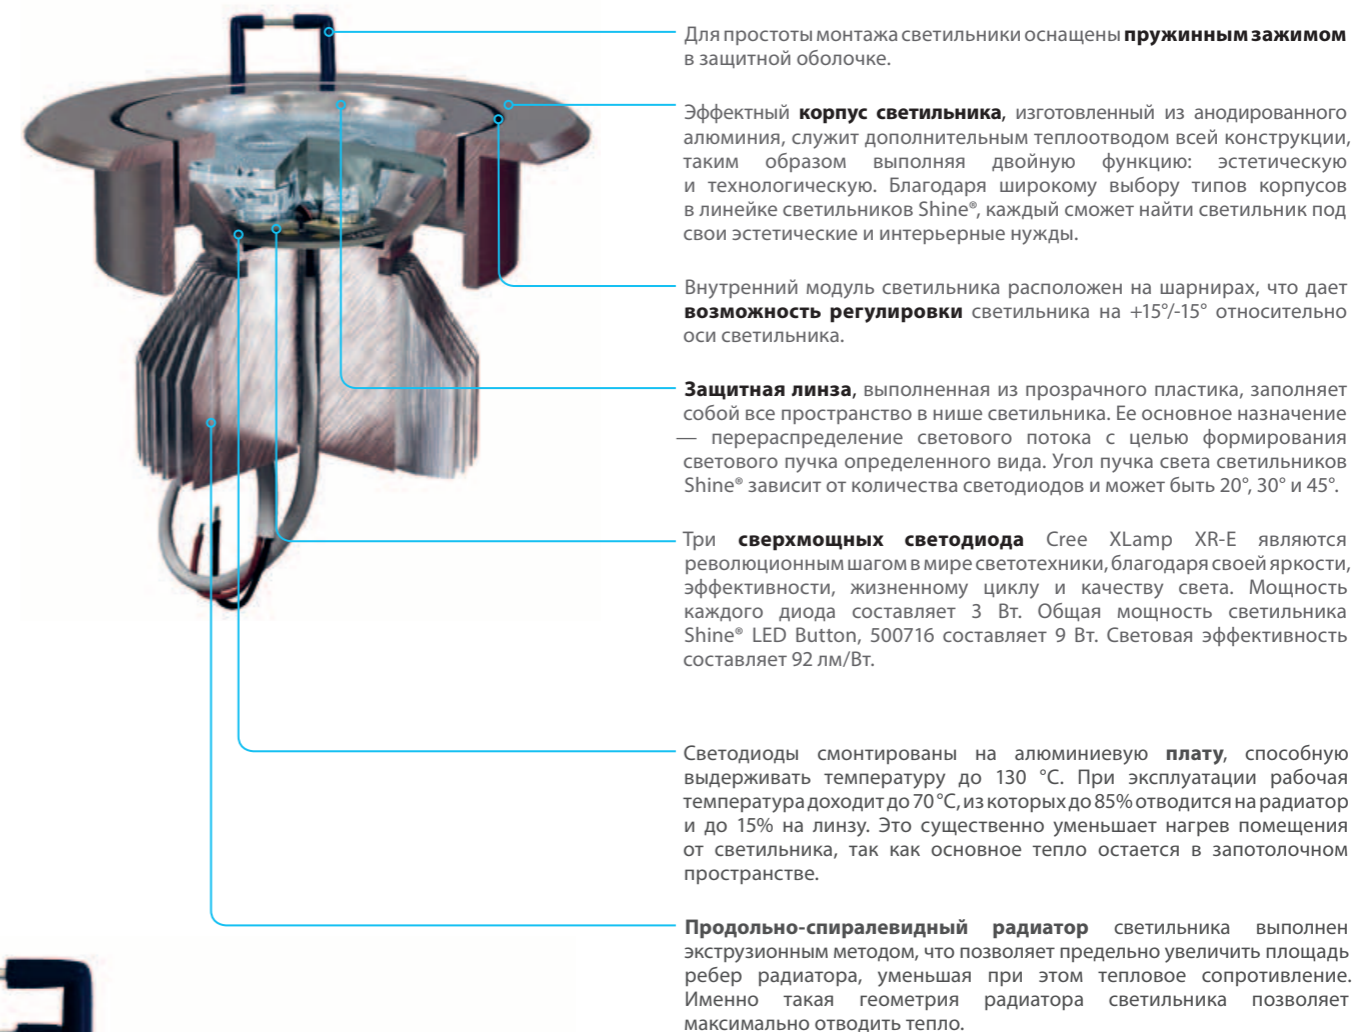 Для простоты монтажа светильники оснащены пружинным зажимом
в защитной оболочке.
Эффектный корпус светильника, изготовленный из анодированного
алюминия, служит дополнительным теплоотводом всей конструкции,
таким образом выполняя двойную функцию: эстетическую
и технологическую. Благодаря широкому выбору типов корпусов
в линейке светильников Shine®, каждый сможет найти светильник под
свои эстетические и интерьерные нужды.
Внутренний модуль светильника расположен на шарнирах, что дает
возможность регулировки светильника на +15°/-15° относительно
оси светильника.
Защитная линза, выполненная из прозрачного пластика, заполняет
собой все пространство в нише светильника. Ее основное назначение
— перераспределение светового потока с целью формирования
светового пучка определенного вида. Угол пучка света светильников
Shine® зависит от количества светодиодов и может быть 20°, 30° и 45°.
Три сверхмощных светодиода Cree XLamp XR-E являются
революционным шагом в мире светотехники, благодаря своей яркости,
эффективности, жизненному циклу и качеству света. Мощность
каждого диода составляет 3 Вт. Общая мощность светильника
Shine® LED Button, 500716 составляет 9 Вт. Световая эффективность
составляет 92 лм/Вт.
Светодиоды смонтированы на алюминиевую плату, способную
выдерживать температуру до 130 °C. При эксплуатации рабочая
температура доходит до 70 °C, из которых до 85% отводится на радиатор
и до 15% на линзу. Это существенно уменьшает нагрев помещения
от светильника, так как основное тепло остается в запотолочном
пространстве.
Продольно-спиралевидный радиатор светильника выполнен
экструзионным методом, что позволяет предельно увеличить площадь
ребер радиатора, уменьшая при этом тепловое сопротивление.
Именно такая геометрия радиатора светильника позволяет
максимально отводить тепло.